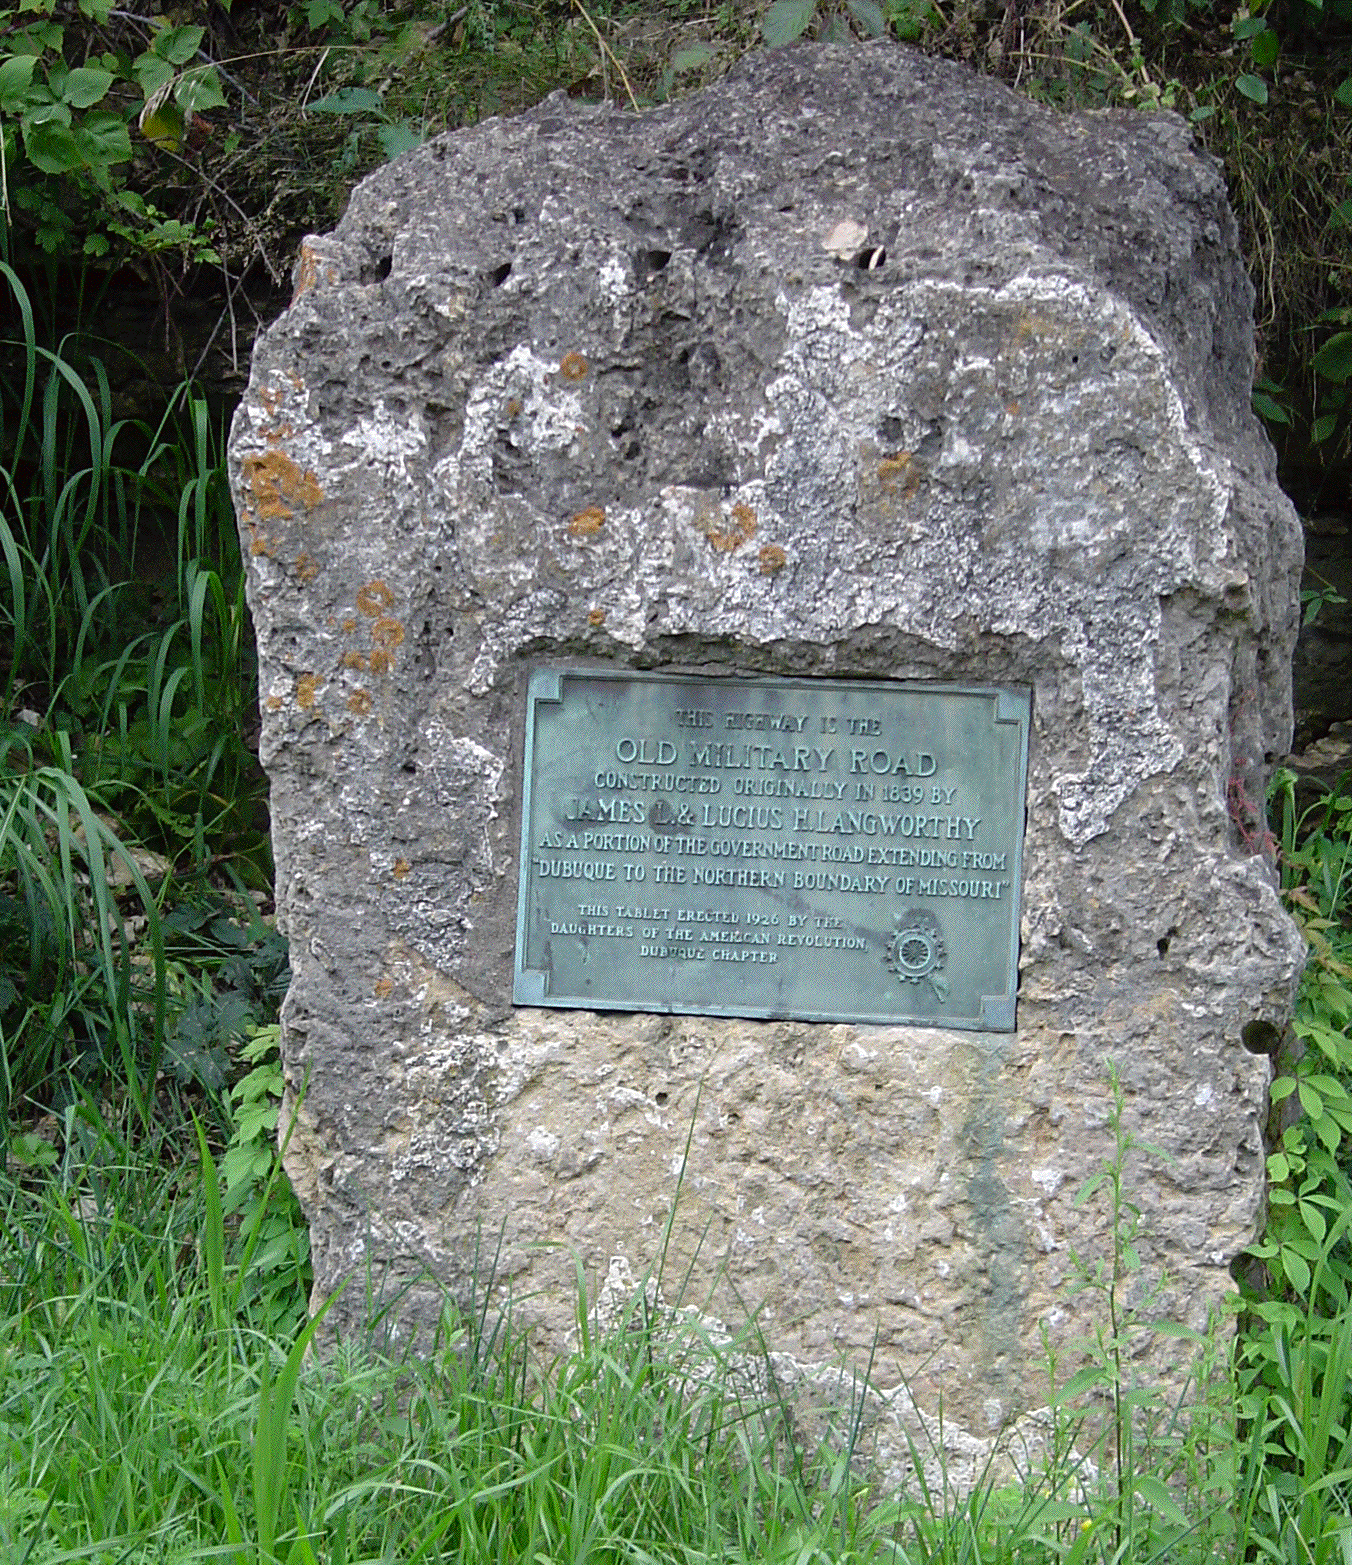 THIS HIGHWAY IS THE
OLD MILITARY ROAD
CONSTRUCTED ORIGINALLY IN 1839 BY
JAMES L. & LUCIUS H. LANGWORTHY
AS A PORTION OF THE GOVERNMENT ROAD EXTENDING FROM
"DUBUQUE TO THE NORTHERN BOUNDARY OF MISSOURI"
THIS TABLET ERECTED 1926 BY THE
DAUGHTERS OF THE AMERICAN REVOLUTION,
DUBUQUE CHAPTER